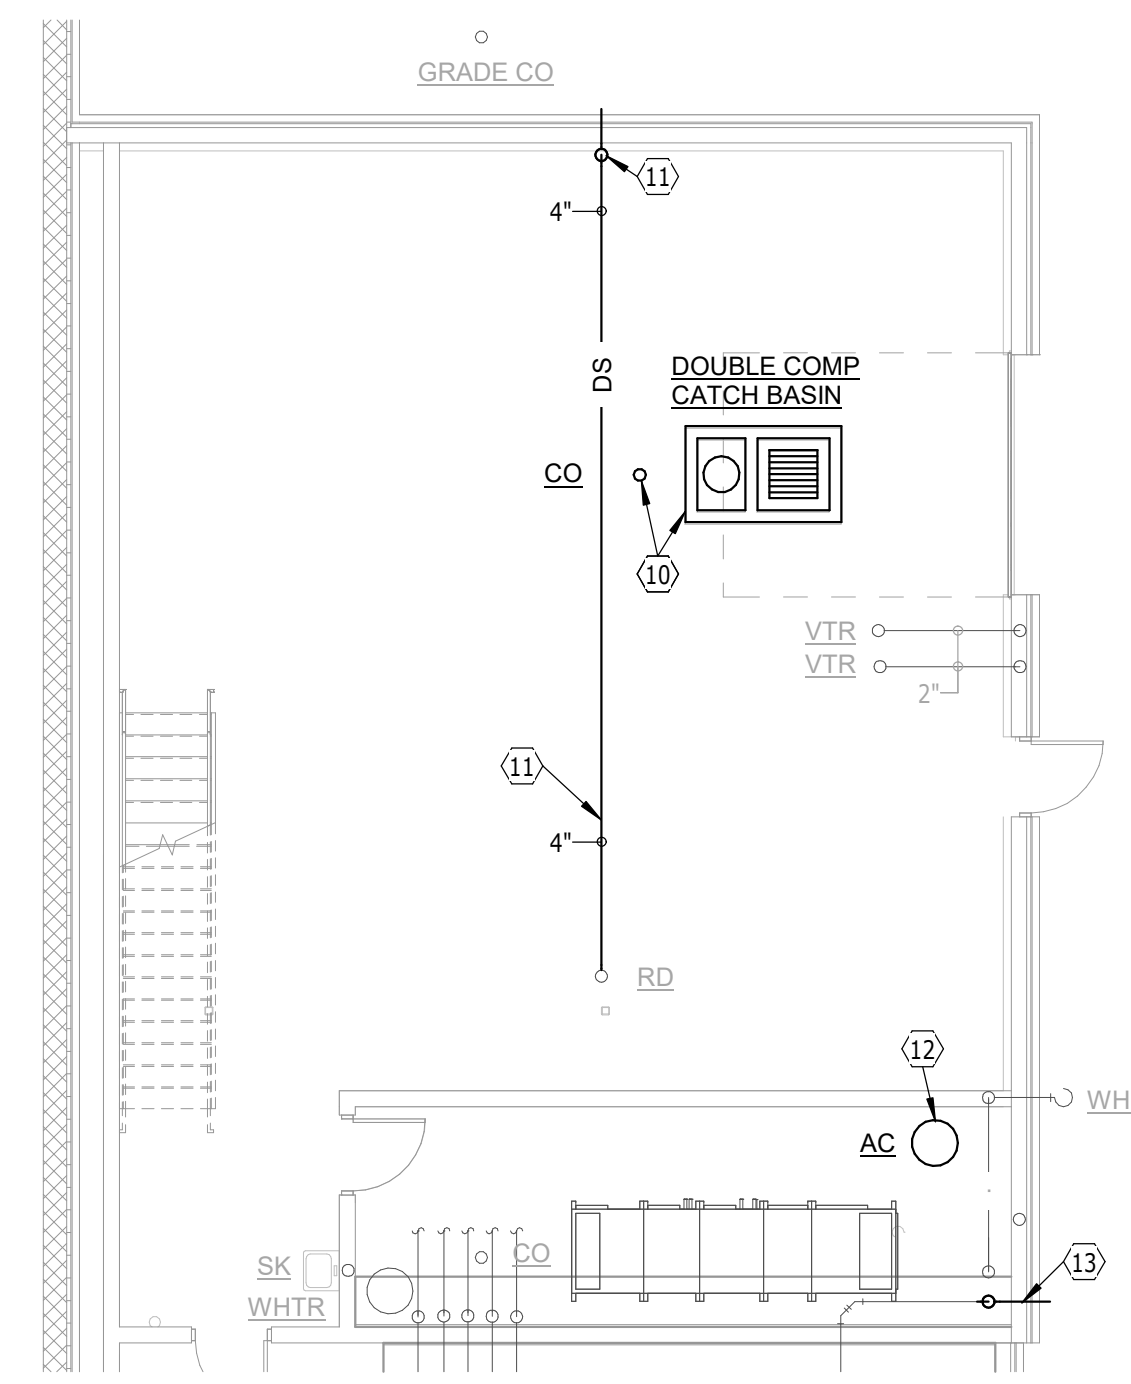 GRADE CO
11
4"
DS
DOUBLE COMP
CATCH BASIN
CO
10
VTR
VTR
2"
11
4"
RD
12
WH
AC
SK
CO
13
WHTR